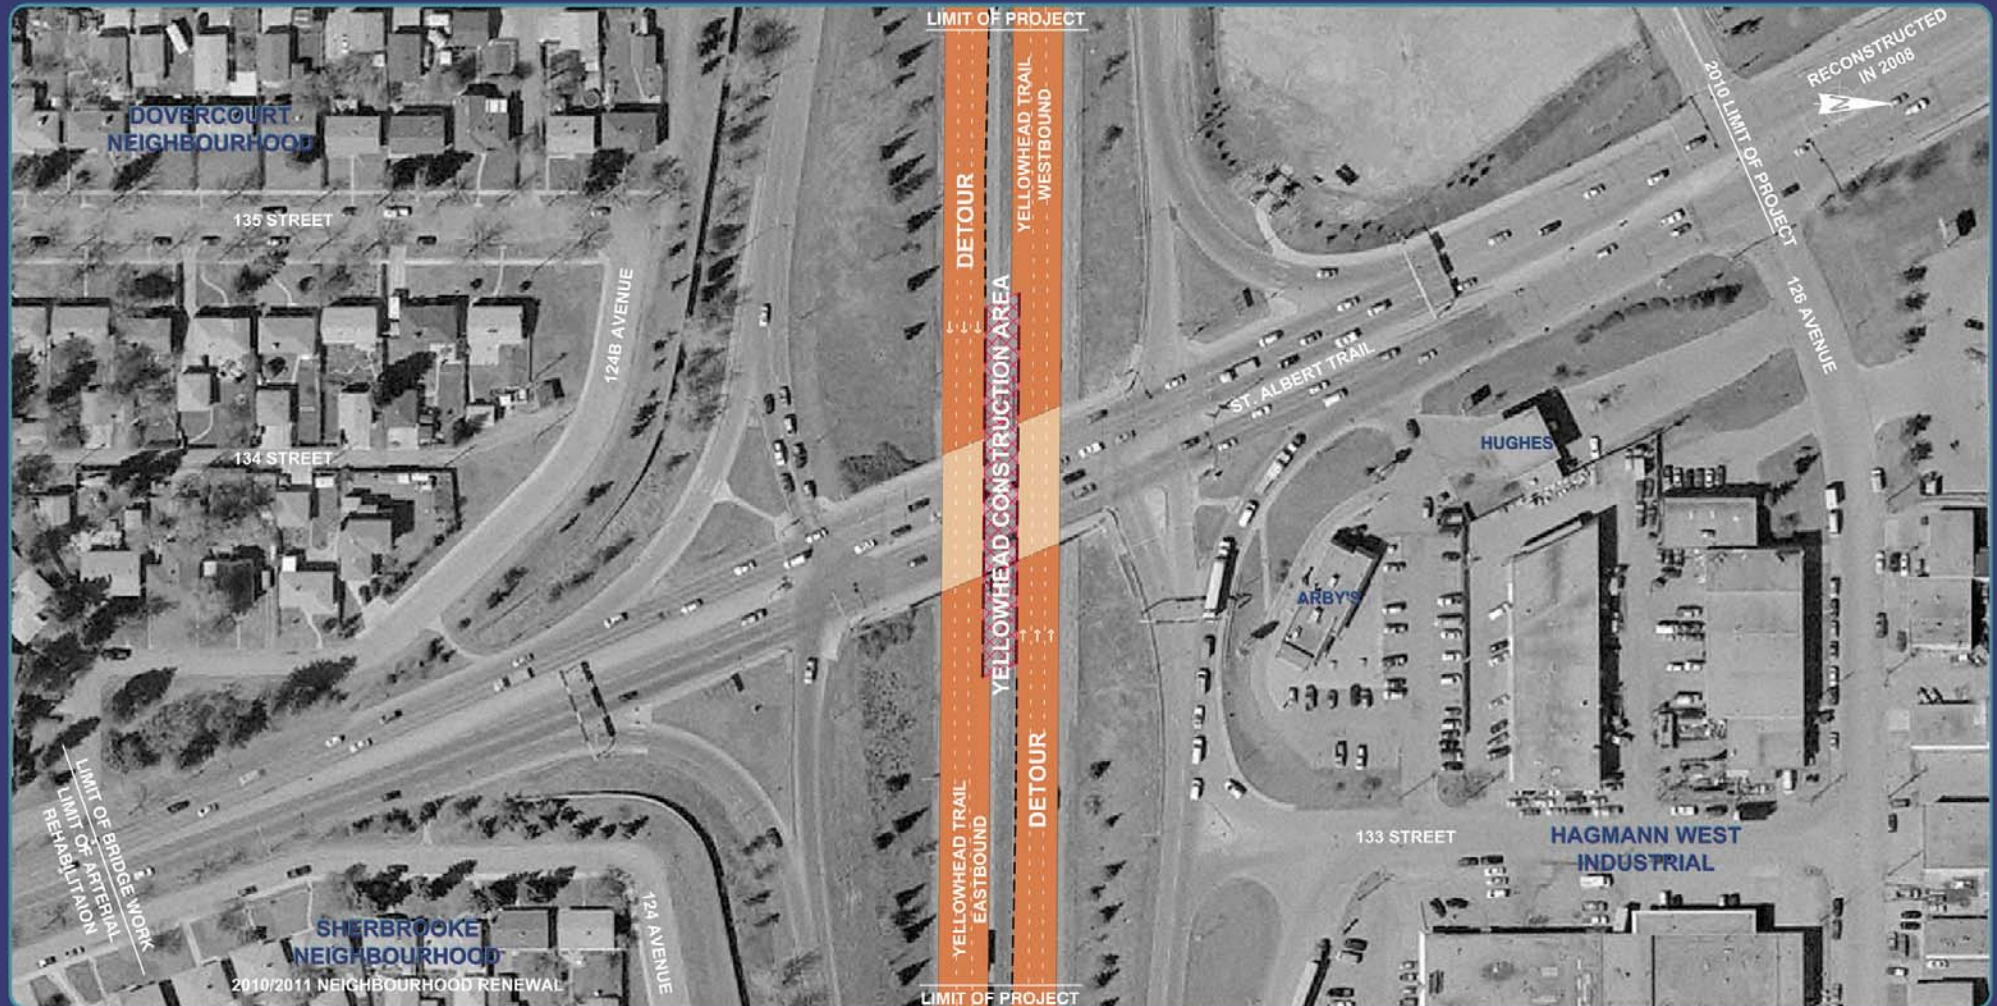 LIMIT OF PROJECT
RECONSTRUCTED
IN 2008
N
2010 LIMIT OF PROJECT
DOVERCOURT
NEIGHBOURHOOD
YELLOWHEAD TRAIL
WESTBOUND
DETOUR
135 STREET
124B AVENUE
YELLOWHEAD CONSTRUCTION AREA
126 AVENUE
ST. ALBERT TRAIL
HUGHES
134 STREET
ARBY'S
LIMIT OF BRIDGE WORK
LIMIT OF ARTERIAL
REHABILITAION
YELLOWHEAD TRAIL
EASTBOUND
DETOUR
133 STREET
HAGMANN WEST
INDUSTRIAL
124 AVENUE
SHERBROOKE
NEIGHBOURHOOD
2010/2011 NEIGHBOURHOOD RENEWAL
LIMIT OF PROJECT